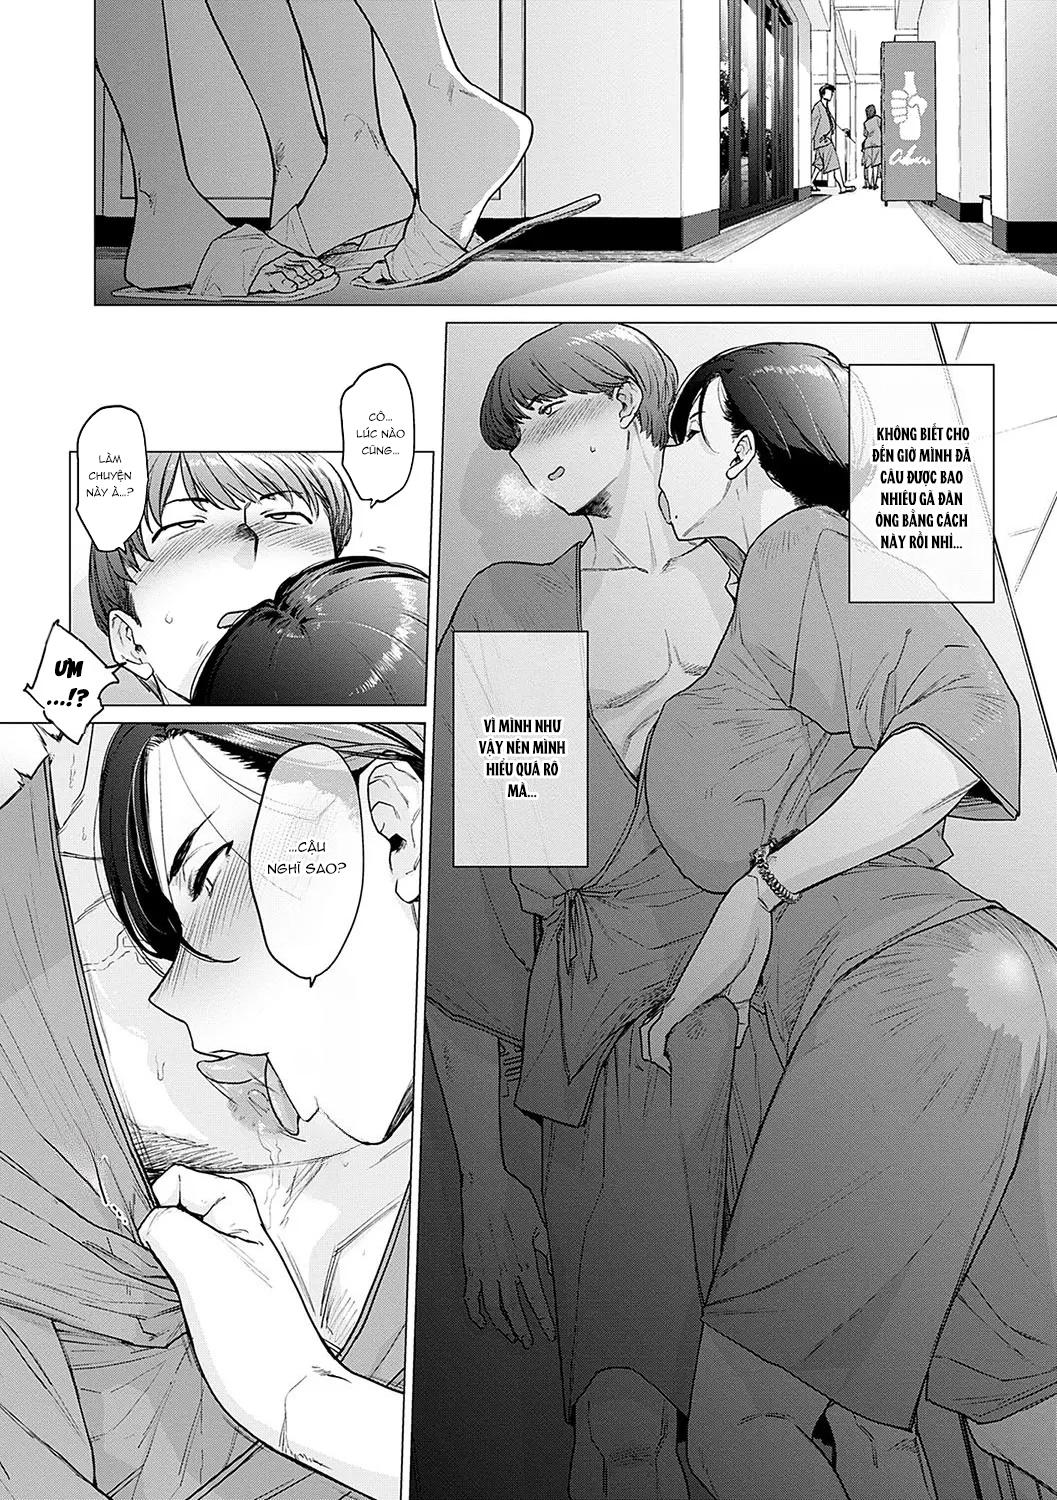 KHÔNG BIẾT CHO
ĐẾN GIỜ MÌNH ĐÃ
CÂU ĐƯỢC BAO
NHIÊU GÃ ĐÀN
ÔNG BẰNG CÁCH
NÀY RỒI NHỈ...
VÌ MÌNH NHƯ
VẬY NÊN MÌNH
HIỂU QUÁ RÕ
MÀ...
CÔ...
LÚC NÀO
CŨNG...
LÀM
CHUYỆN
NÀY À...?
ƯM
....!?
...CẬU
NGHĨ SAO?